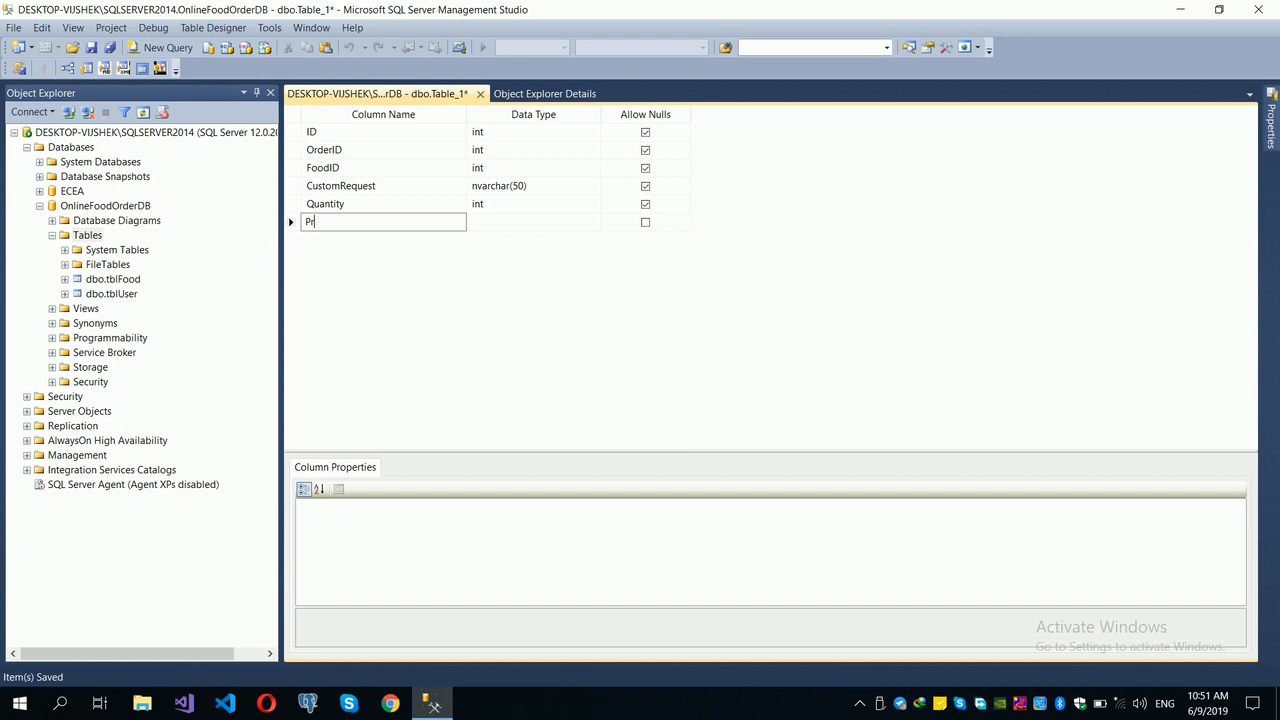 DESKTOP-VIJSHEK\SQLSERVER2014.OnlineFoodOrderDB - dbo.Table_1* - Microsoft SQL Server Management Studio
File Edit View Project Debug Table Designer Tools Window Help
New Query
Object Explorer
DESKTOP-VIJSHEK\S...rDB - dbo.Table_1* Object Explorer Details
Connect
Column Name Data Type Allow Nulls
Properties
DESKTOP-VIJSHEK\SQLSERVER2014 (SQL Server 12.0.20
Databases
System Databases
Database Snapshots
ECEA
OnlineFoodOrderDB
Database Diagrams
Tables
System Tables
FileTables
dbo.tblFood
dbo.tblUser
Views
Synonyms
Programmability
Service Broker
Storage
Security
Security
Server Objects
Replication
AlwaysOn High Availability
Management
Integration Services Catalogs
SQL Server Agent (Agent XPs disabled)
ID int
OrderID int
FoodID int
CustomRequest nvarchar(50)
Quantity int
Pr
Column Properties
Activate Windows
Go to Settings to activate Windows.
Item(s) Saved
ENG
10:51 AM
6/9/2019